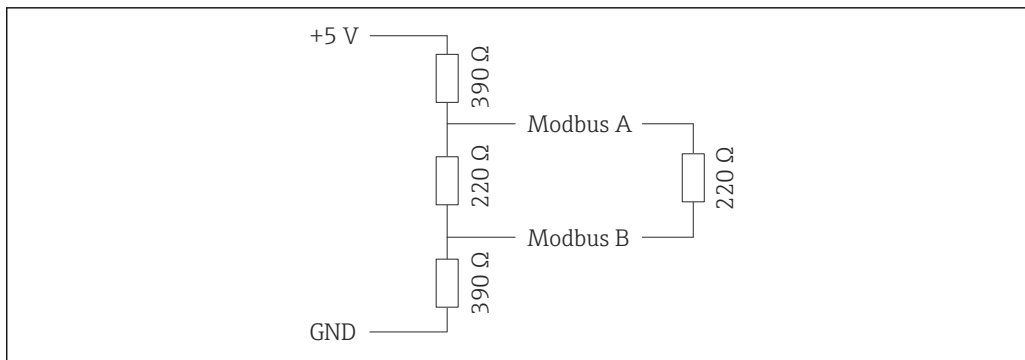 +5 V
390 Ω
Modbus A
220 Ω
220 Ω
Modbus B
390 Ω
GND